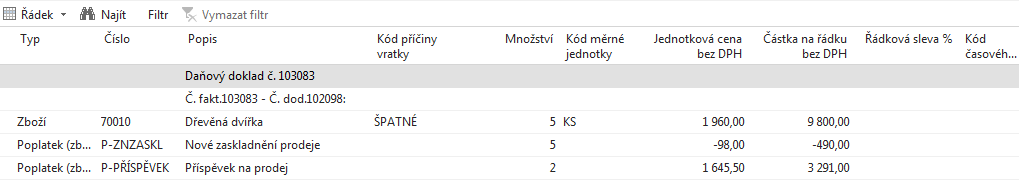 Řádek Najít Filtr Vymazat filtr
Typ Číslo Popis Kód příčiny vratky Množství Kód měrné jednotky Jednotková cena bez DPH Částka na řádku bez DPH Řádková sleva % Kód časovéh...
Daňový doklad č. 103083
Č. fakt.103083 - Č. dod.102098:
Zboží 70010 Dřevěná dvířka ŠPATNÉ 5 KS 1 960,00 9 800,00
Poplatek (zb... P-ZNZASKL Nové zaskladnění prodeje 5 -98,00 -490,00
Poplatek (zb... P-PŘÍSPĚVEK Příspěvek na prodej 2 1 645,50 3 291,00